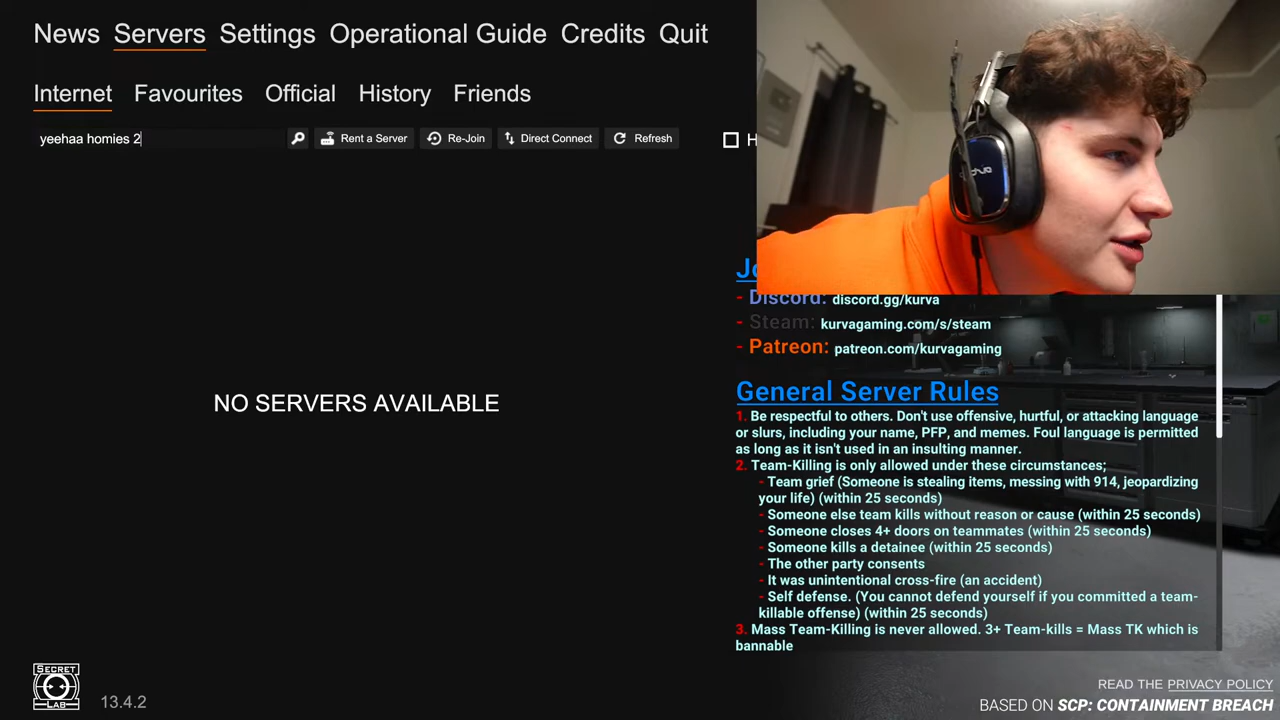 News Servers Settings Operational Guide Credits Quit
Internet Favourites Official History Friends
yeehaa homies 2 Rent a Server Re-Join Direct Connect Refresh H
NO SERVERS AVAILABLE
- Discord: discord.gg/kurva
- Steam: kurvagaming.com/s/steam
- Patreon: patreon.com/kurvagaming
General Server Rules
1. Be respectful to others. Don't use offensive, hurtful, or attacking language
or slurs, including your name, PFP, and memes. Foul language is permitted
as long as it isn't used in an insulting manner.
2. Team-Killing is only allowed under these circumstances;
- Team grief (Someone is stealing items, messing with 914, jeopardizing
your life) (within 25 seconds)
- Someone else team kills without reason or cause (within 25 seconds)
- Someone closes 4+ doors on teammates (within 25 seconds)
- Someone kills a detainee (within 25 seconds)
- The other party consents
- It was unintentional cross-fire (an accident)
- Self defense. (You cannot defend yourself if you committed a team-
killable offense) (within 25 seconds)
3. Mass Team-Killing is never allowed. 3+ Team-kills = Mass TK which is
bannable
SECRET
LAB
13.4.2
READ THE PRIVACY POLICY
BASED ON SCP: CONTAINMENT BREACH